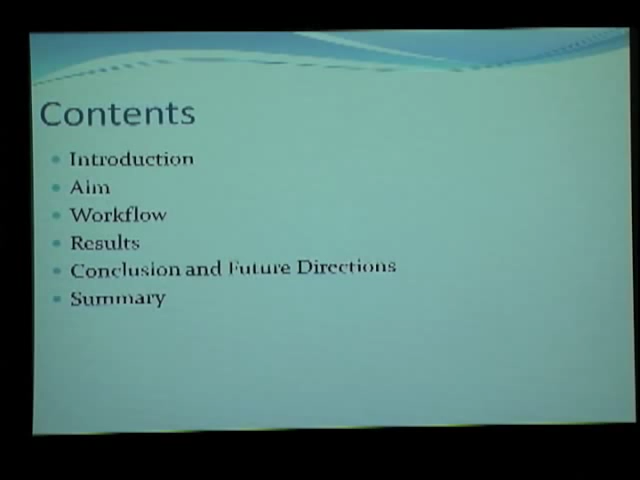 Contents
Introduction
Aim
Workflow
Results
Conclusion and Future Directions
Summary